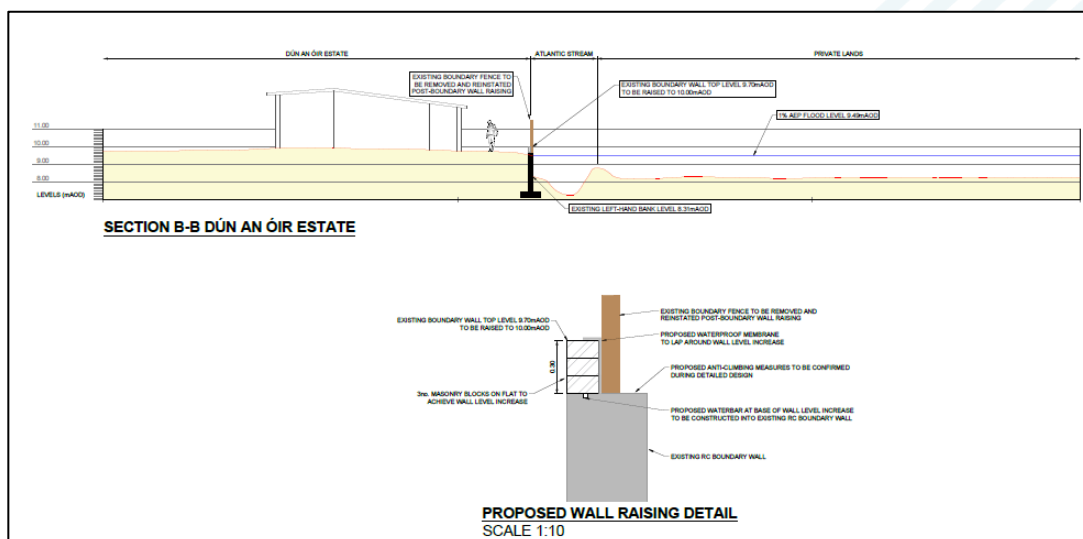 DÚN AN ÓIR ESTATE
ATLANTIC STREAM
PRIVATE LANDS
EXISTING BOUNDARY FENCE TO
BE REMOVED AND REINSTATED
POST-BOUNDARY WALL RAISING
EXISTING BOUNDARY WALL TOP LEVEL 9.70mAOD
TO BE RAISED TO 10.00mAOD
1% AEP FLOOD LEVEL 9.49mAOD
11.00
10.00
9.00
8.00
LEVELS (mAOD)
EXISTING LEFT-HAND BANK LEVEL 8.31mAOD
SECTION B-B DÚN AN ÓIR ESTATE
EXISTING BOUNDARY WALL TOP LEVEL 9.70mAOD
TO BE RAISED TO 10.00mAOD
EXISTING BOUNDARY FENCE TO BE REMOVED AND
REINSTATED POST-BOUNDARY WALL RAISING
PROPOSED WATERPROOF MEMBRANE
TO LAP AROUND WALL LEVEL INCREASE
0.30
PROPOSED ANTI-CLIMBING MEASURES TO BE CONFIRMED
DURING DETAILED DESIGN
3no. MASONRY BLOCKS ON FLAT TO
ACHIEVE WALL LEVEL INCREASE
PROPOSED WATERBAR AT BASE OF WALL LEVEL INCREASE
TO BE CONSTRUCTED INTO EXISTING RC BOUNDARY WALL
EXISTING RC BOUNDARY WALL
PROPOSED WALL RAISING DETAIL
SCALE 1:10